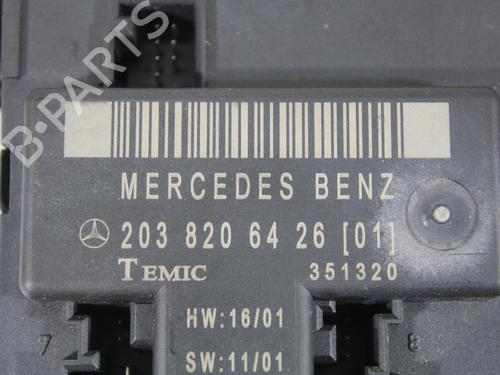 B-PARTS
MERCEDES BENZ
203 820 64 26 [01]
TEMIC 351320
HW:16/01
7 8
SW:11/01